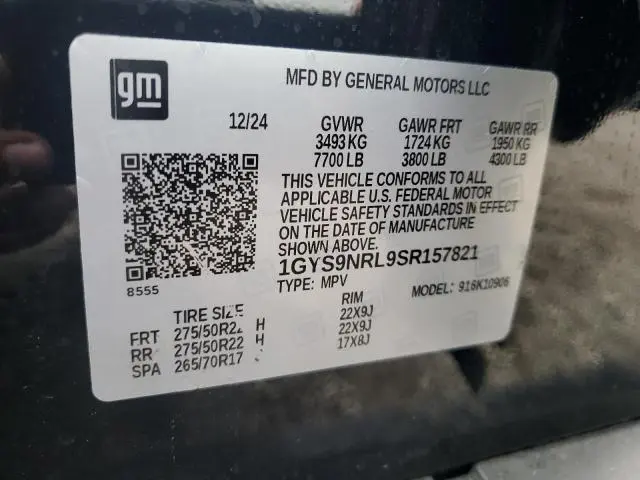 gm
MFD BY GENERAL MOTORS LLC
12/24 GVWR GAWR FRT GAWR RR
3493 KG 1724 KG 1950 KG
7700 LB 3800 LB 4300 LB
THIS VEHICLE CONFORMS TO ALL
APPLICABLE U.S. FEDERAL MOTOR
VEHICLE SAFETY STANDARDS IN EFFECT
ON THE DATE OF MANUFACTURE
SHOWN ABOVE.
1GYS9NRL9SR157821
8555
TYPE: MPV MODEL: 916K10906
TIRE SIZE RIM
FRT 275/50R22 H 22X9J
RR 275/50R22 H 22X9J
SPA 265/70R17 17X8J